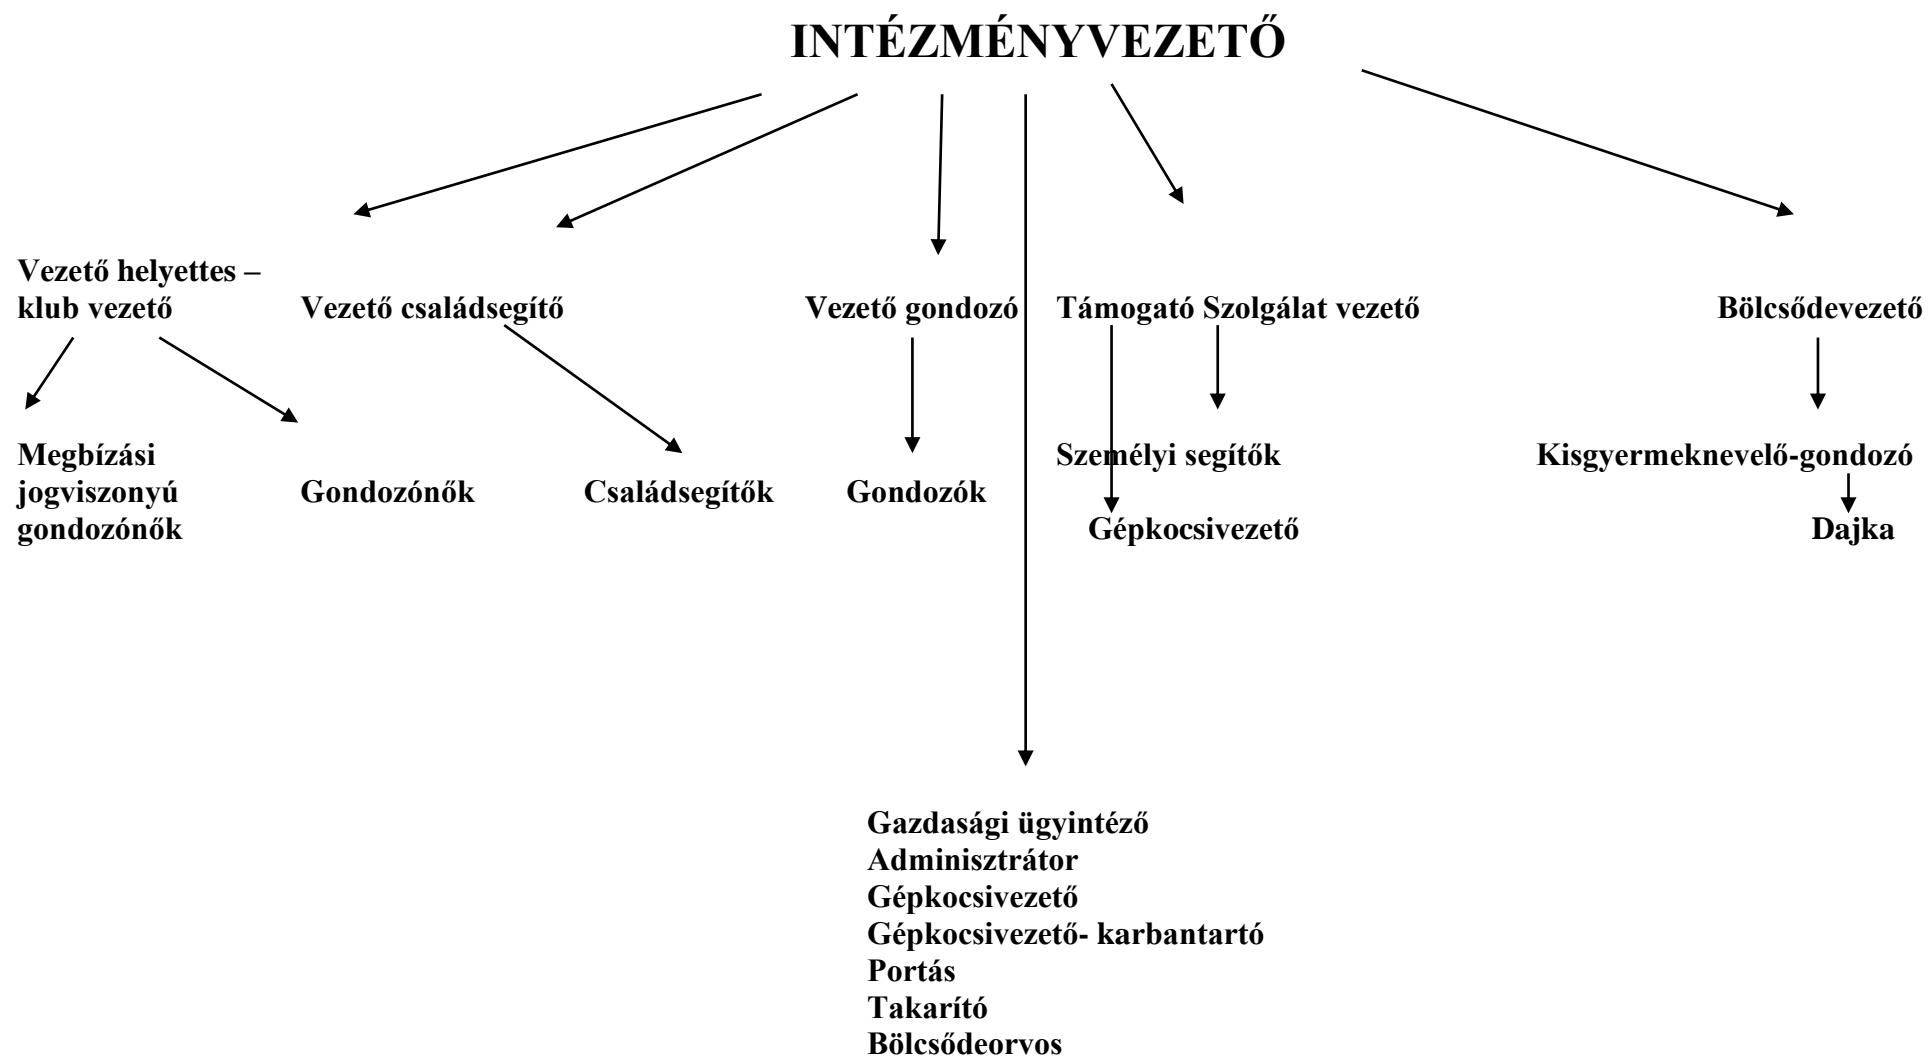 INTÉZMÉNYVEZETŐ
Vezető helyettes –
klub vezető
Vezető családsegítő
Vezető gondozó
Támogató Szolgálat vezető
Bölcsődevezető
Megbízási
jogviszonyú
gondozónők
Gondozónők
Családsegítők
Gondozók
Személyi segítők
Gépkocsivezető
Kisgyermeknevelő-gondozó
Dajka
Gazdasági ügyintéző
Adminisztrátor
Gépkocsivezető
Gépkocsivezető- karbantartó
Portás
Takarító
Bölcsődeorvos